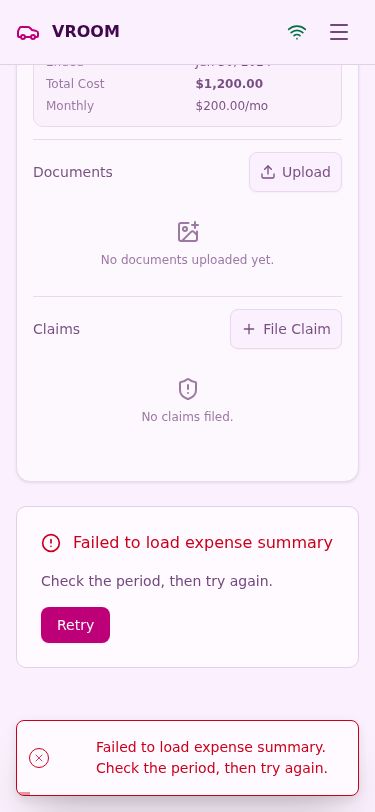 VROOM
Total Cost
$1,200.00
Monthly
$200.00/mo
Documents
Upload
No documents uploaded yet.
Claims
File Claim
No claims filed.
Failed to load expense summary
Check the period, then try again.
Retry
Failed to load expense summary.
Check the period, then try again.